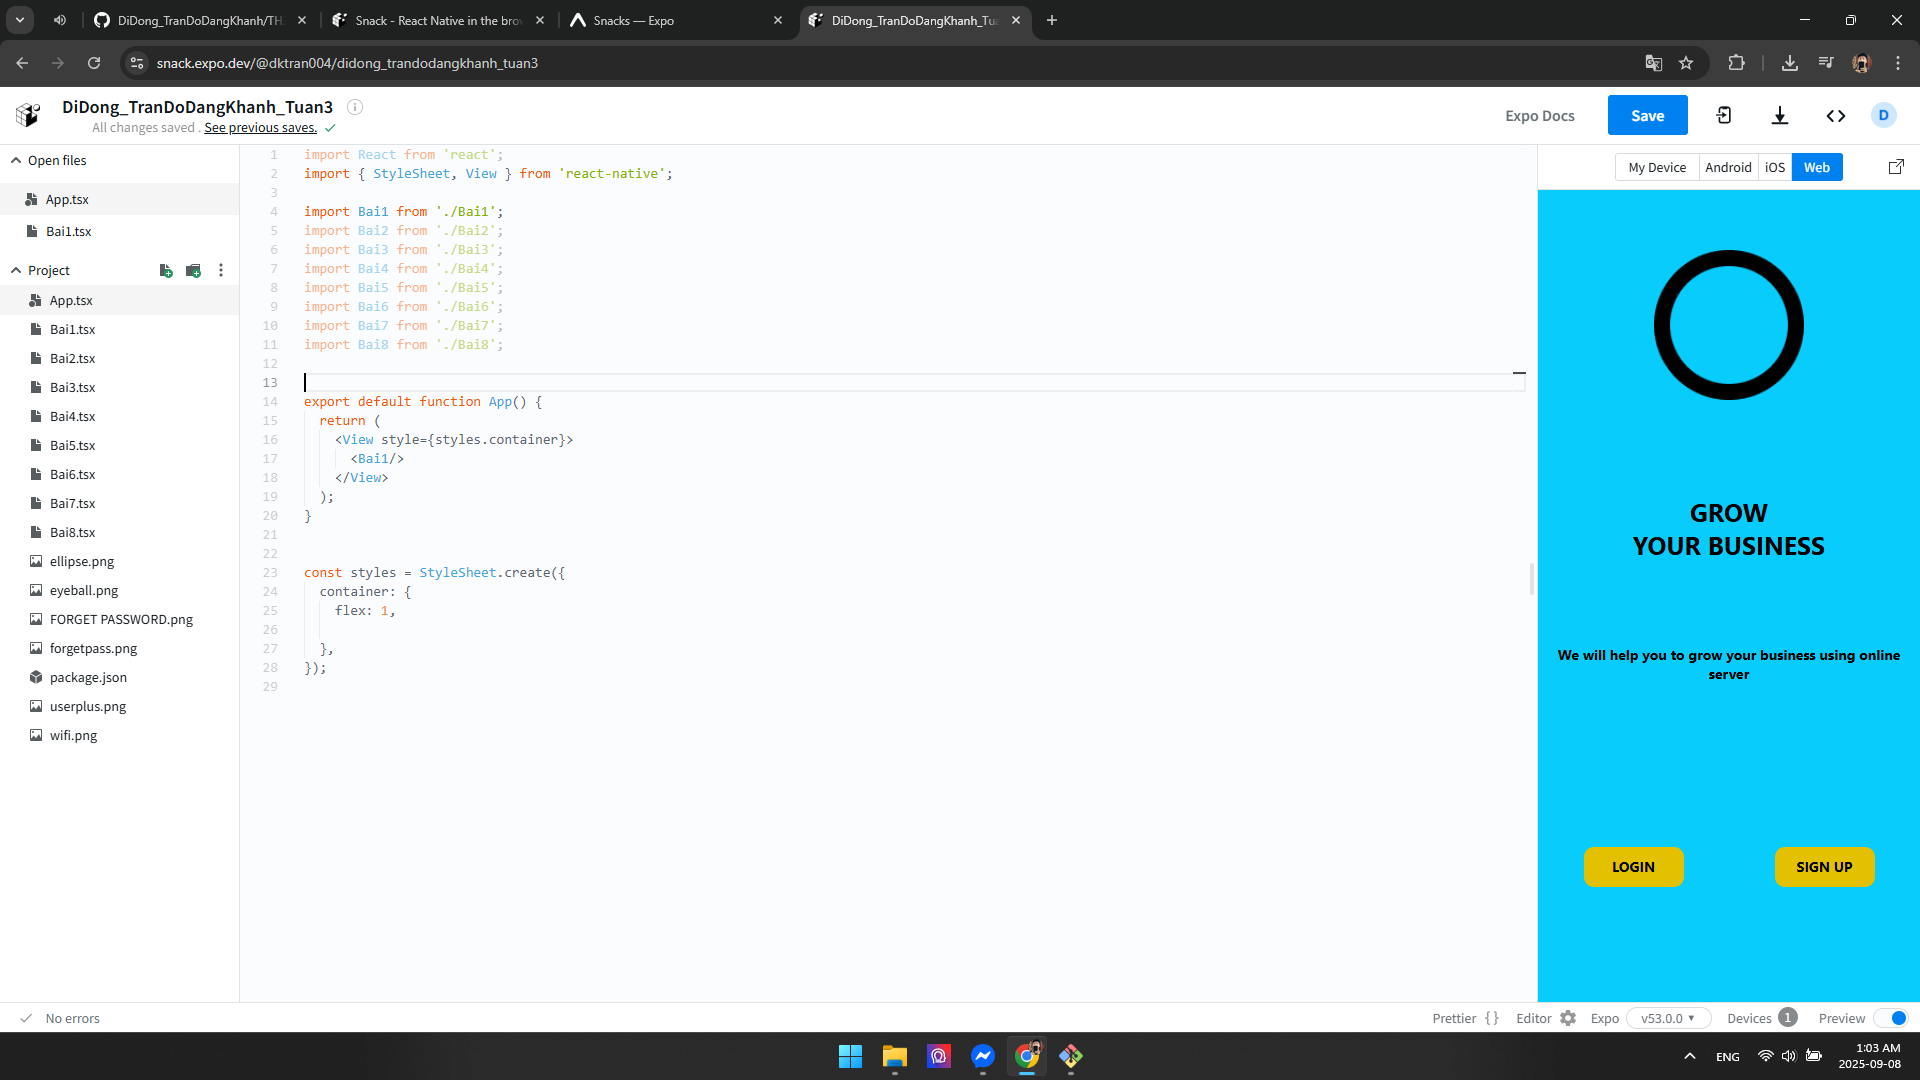 DiDong_TranDoDangKhanh/TH
Snack - React Native in the bro
Snacks — Expo
DiDong_TranDoDangKhanh_Tua
snack.expo.dev/@dktran004/didong_trandodangkhanh_tuan3
DiDong_TranDoDangKhanh_Tuan3
All changes saved . See previous saves.
Expo Docs
Save
D
Open files
App.tsx
Bai1.tsx
Project
App.tsx
Bai1.tsx
Bai2.tsx
Bai3.tsx
Bai4.tsx
Bai5.tsx
Bai6.tsx
Bai7.tsx
Bai8.tsx
ellipse.png
eyeball.png
FORGET PASSWORD.png
forgetpass.png
package.json
userplus.png
wifi.png
1 import React from 'react';
2 import { StyleSheet, View } from 'react-native';
3
4 import Bai1 from './Bai1';
5 import Bai2 from './Bai2';
6 import Bai3 from './Bai3';
7 import Bai4 from './Bai4';
8 import Bai5 from './Bai5';
9 import Bai6 from './Bai6';
10 import Bai7 from './Bai7';
11 import Bai8 from './Bai8';
12
13
14 export default function App() {
15 return (
16 <View style={styles.container}>
17 <Bai1/>
18 </View>
19 );
20 }
21
22
23 const styles = StyleSheet.create({
24 container: {
25 flex: 1,
26
27 },
28 });
29
My Device Android iOS Web
GROW
YOUR BUSINESS
We will help you to grow your business using online
server
LOGIN
SIGN UP
No errors
Prettier { } Editor Expo v53.0.0 Devices 1 Preview
ENG
1:03 AM
2025-09-08